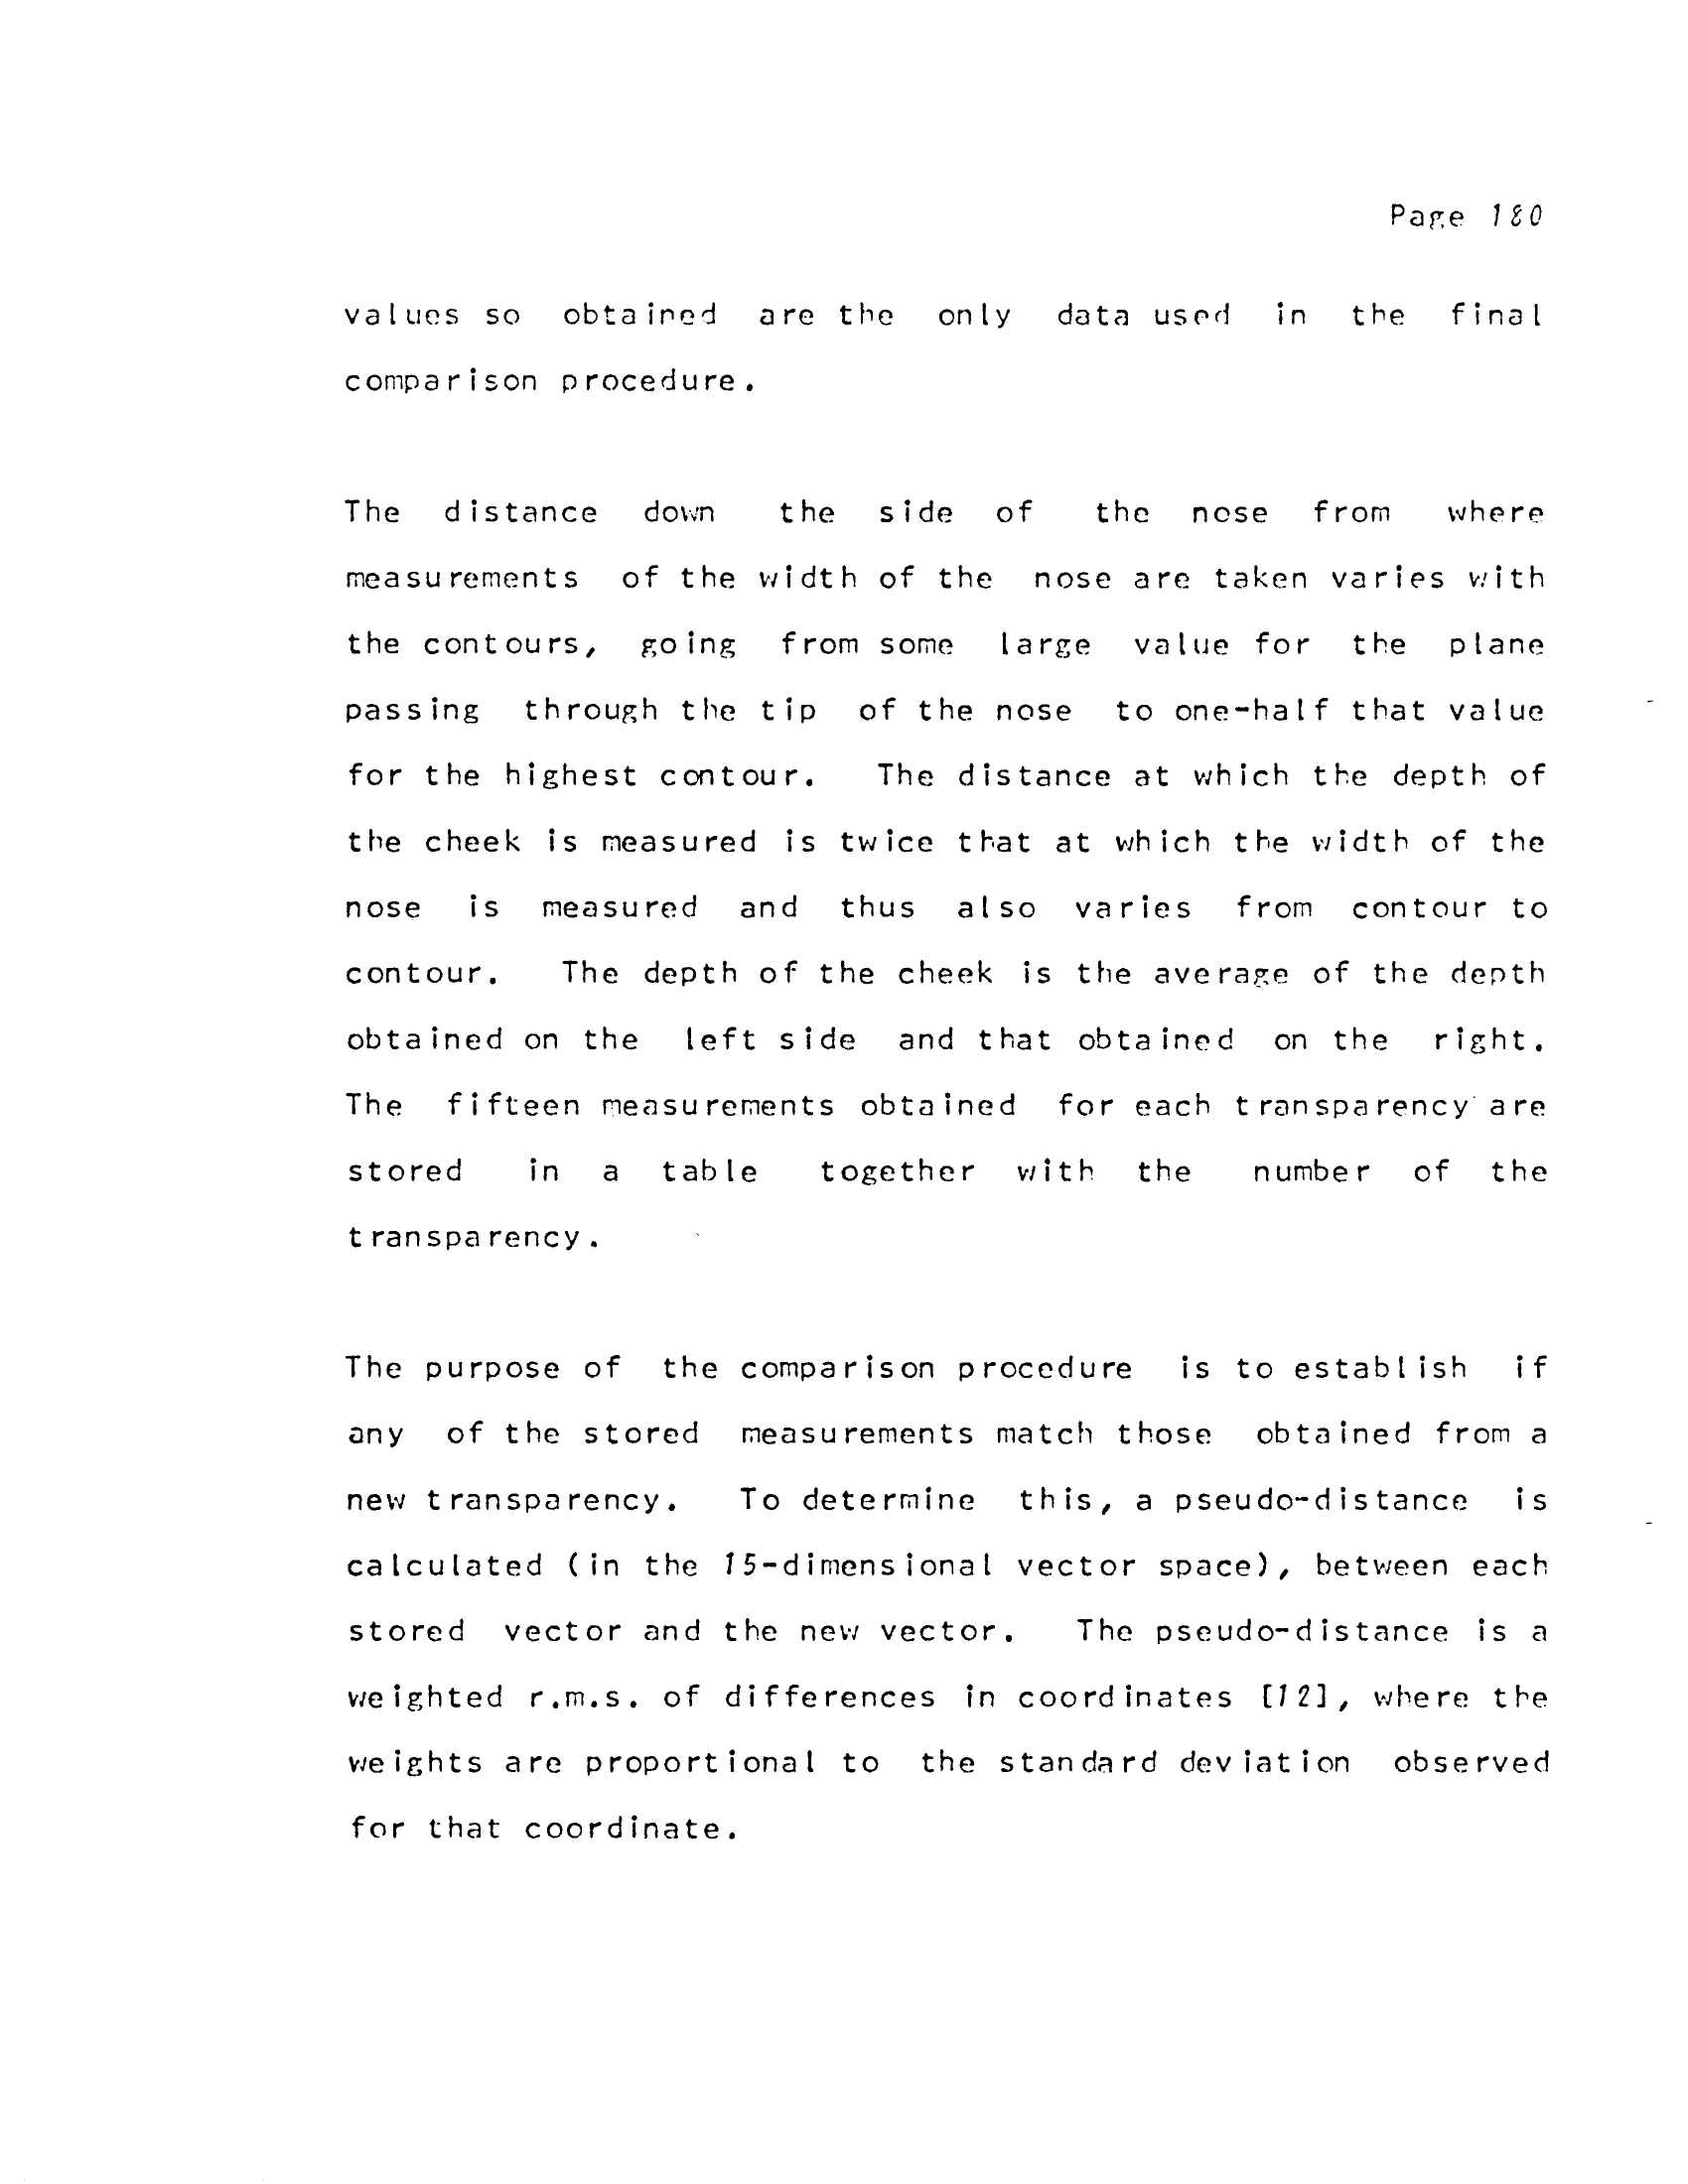 Page 180
values so obtained are the only data used in the final
comparison procedure.
The distance down the side of the nose from where
measurements of the width of the nose are taken varies with
the contours, going from some large value for the plane
passing through the tip of the nose to one-half that value
for the highest contour. The distance at which the depth of
the cheek is measured is twice that at which the width of the
nose is measured and thus also varies from contour to
contour. The depth of the cheek is the average of the depth
obtained on the left side and that obtained on the right.
The fifteen measurements obtained for each transparency are
stored in a table together with the number of the
transparency.
The purpose of the comparison procedure is to establish if
any of the stored measurements match those obtained from a
new transparency. To determine this, a pseudo-distance is
calculated (in the 15-dimensional vector space), between each
stored vector and the new vector. The pseudo-distance is a
weighted r.m.s. of differences in coordinates [12], where the
weights are proportional to the standard deviation observed
for that coordinate.